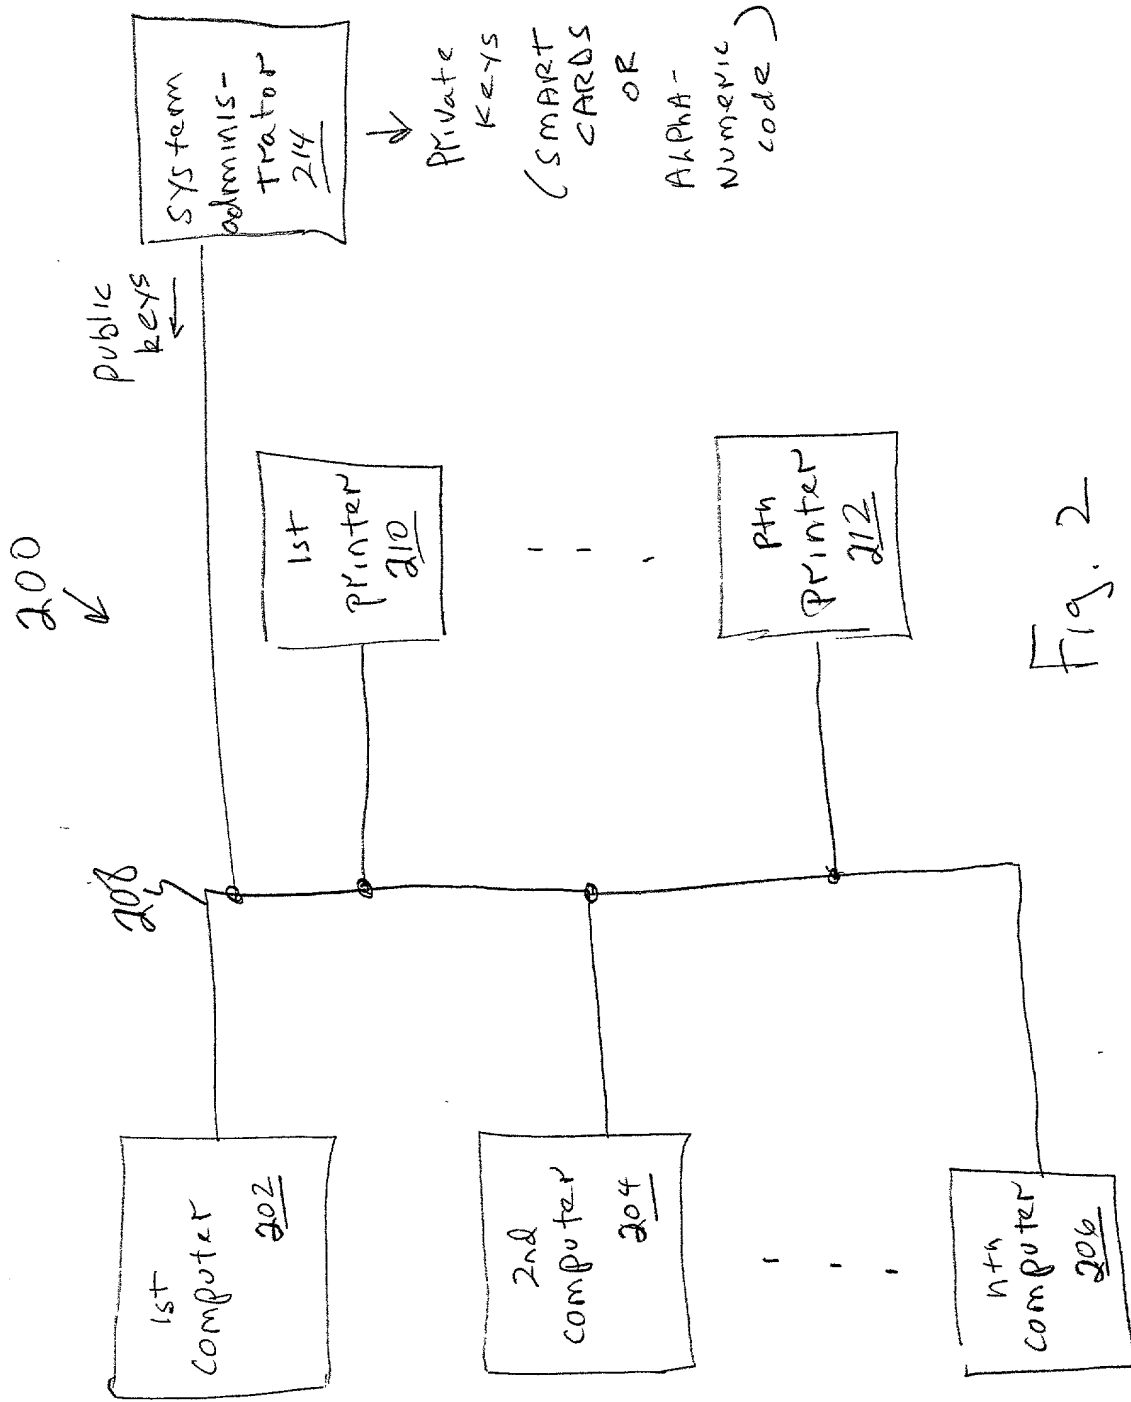 200
208
1st
computer
202
2nd
computer
204
nth
computer
206
1st
printer
210
pth
printer
212
public
keys
system
adminis-
trator
214
Private
Keys
(SMART
CARDS
OR
ALPHA-
Numeric
code)
Fig. 2